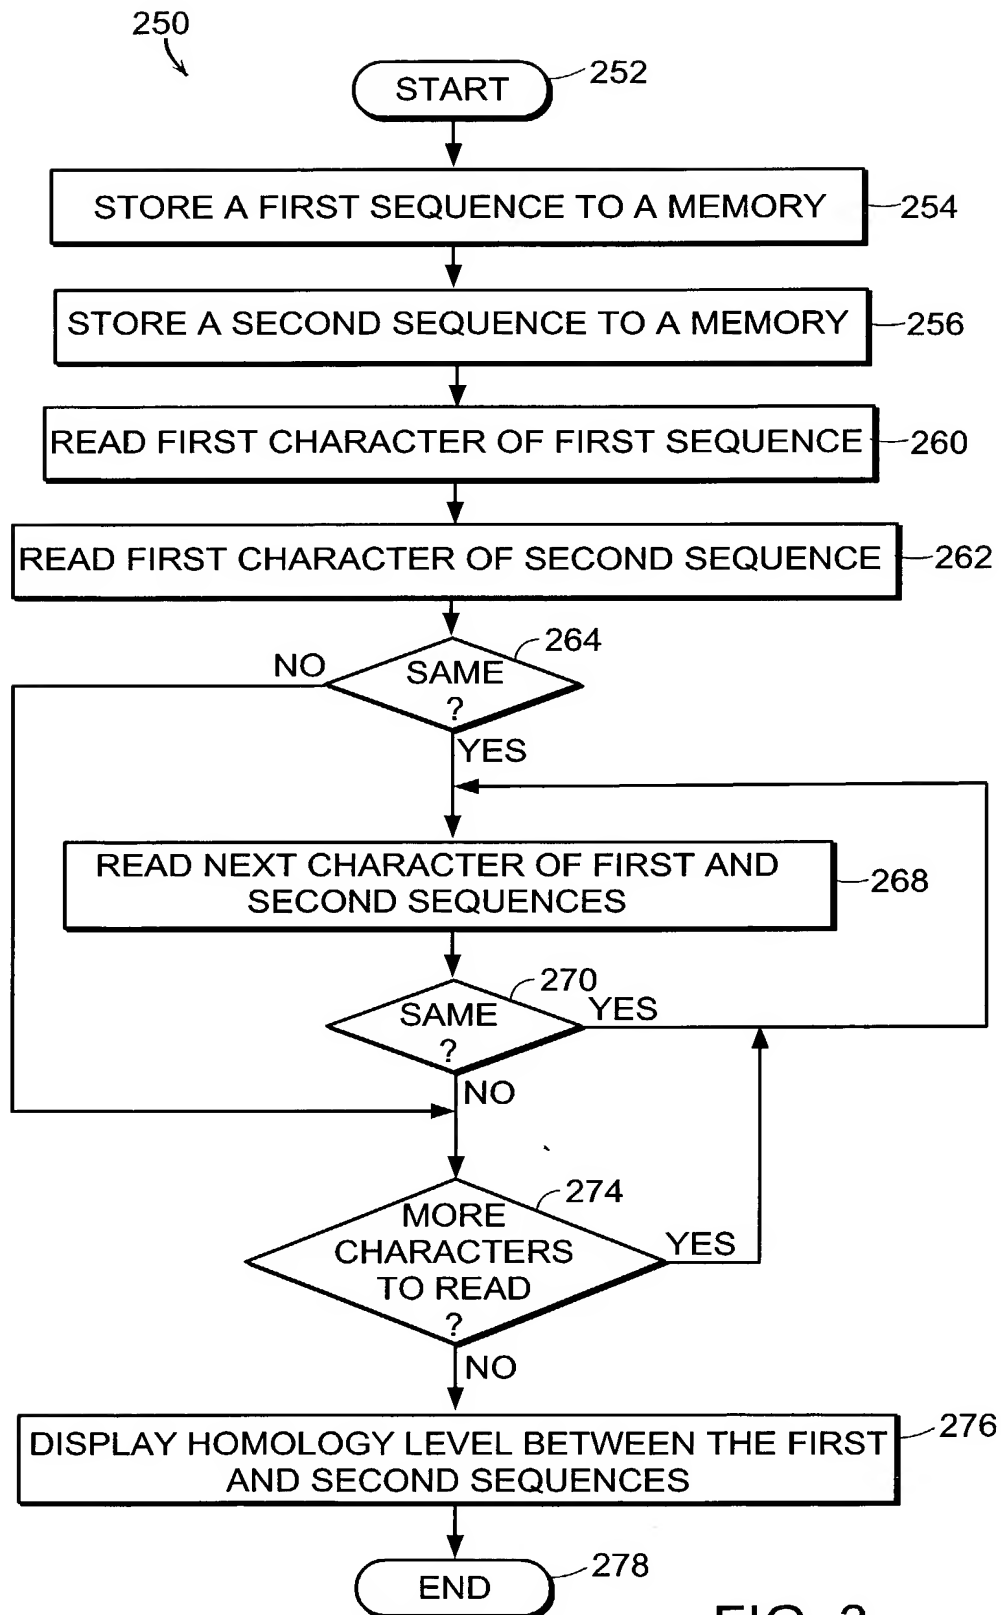 250
START
252
STORE A FIRST SEQUENCE TO A MEMORY
254
STORE A SECOND SEQUENCE TO A MEMORY
256
READ FIRST CHARACTER OF FIRST SEQUENCE
260
READ FIRST CHARACTER OF SECOND SEQUENCE
262
264
NO
SAME
?
YES
READ NEXT CHARACTER OF FIRST AND
SECOND SEQUENCES
268
270
SAME
?
YES
NO
274
MORE
CHARACTERS
TO READ
?
YES
NO
276
DISPLAY HOMOLOGY LEVEL BETWEEN THE FIRST
AND SECOND SEQUENCES
END
278
FIG.